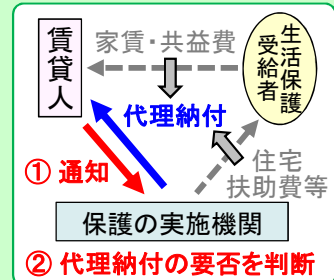 賃貸人
家賃・共益費
生活保護
受給者
代理納付
① 通知
住宅
扶助費等
保護の実施機関
② 代理納付の要否を判断